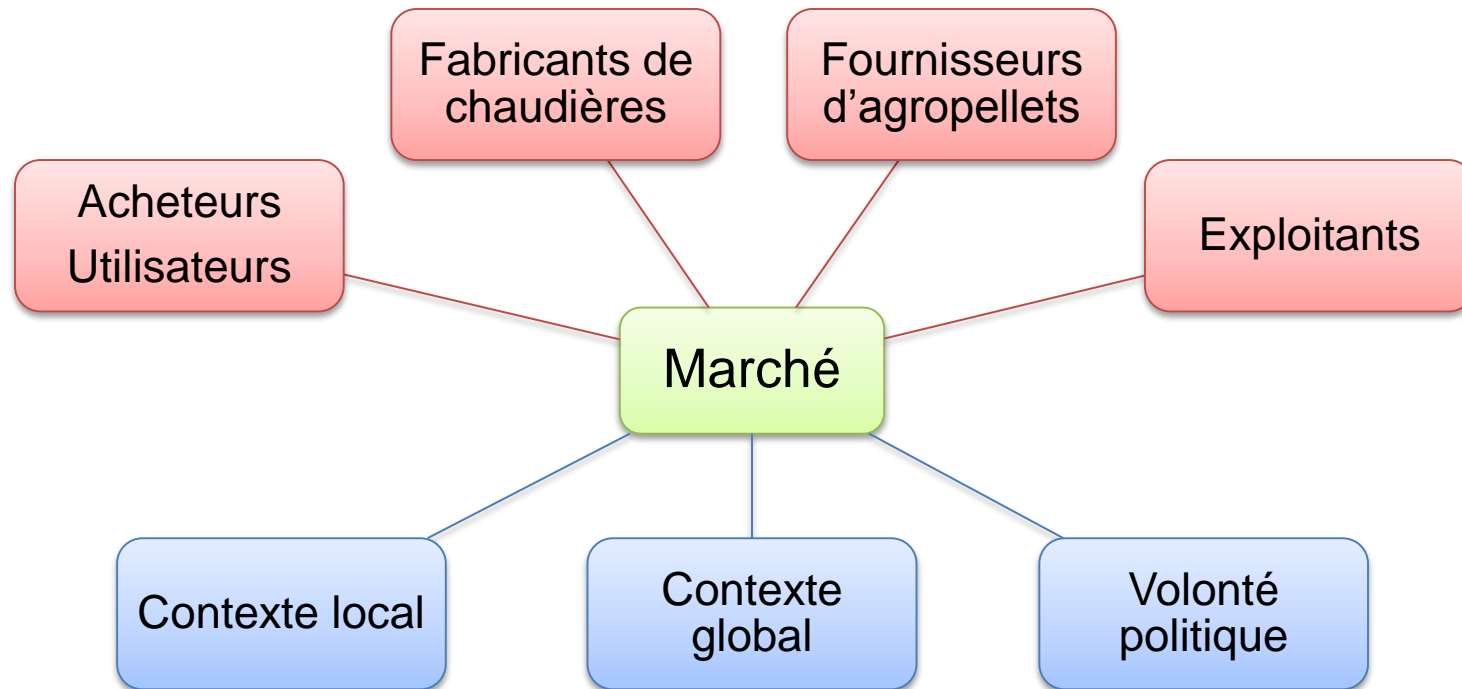 Fabricants de
chaudières
Fournisseurs
d’agropellets
Acheteurs
Utilisateurs
Exploitants
Marché
Contexte local
Contexte
global
Volonté
politique